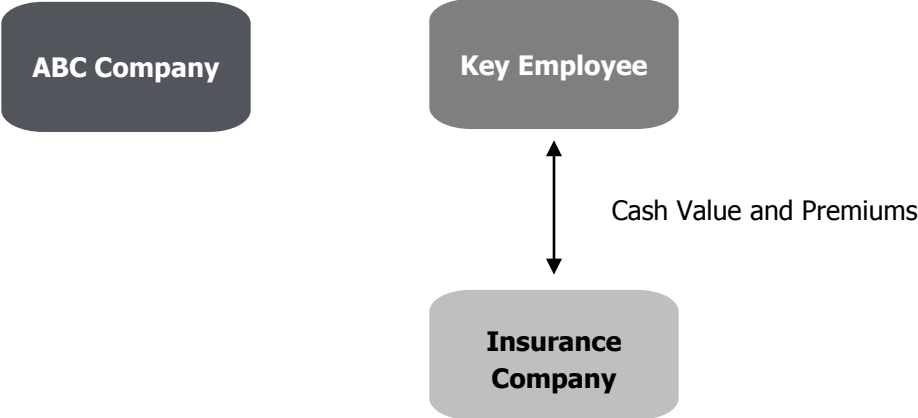 ABC Company
Key Employee
Cash Value and Premiums
Insurance
Company